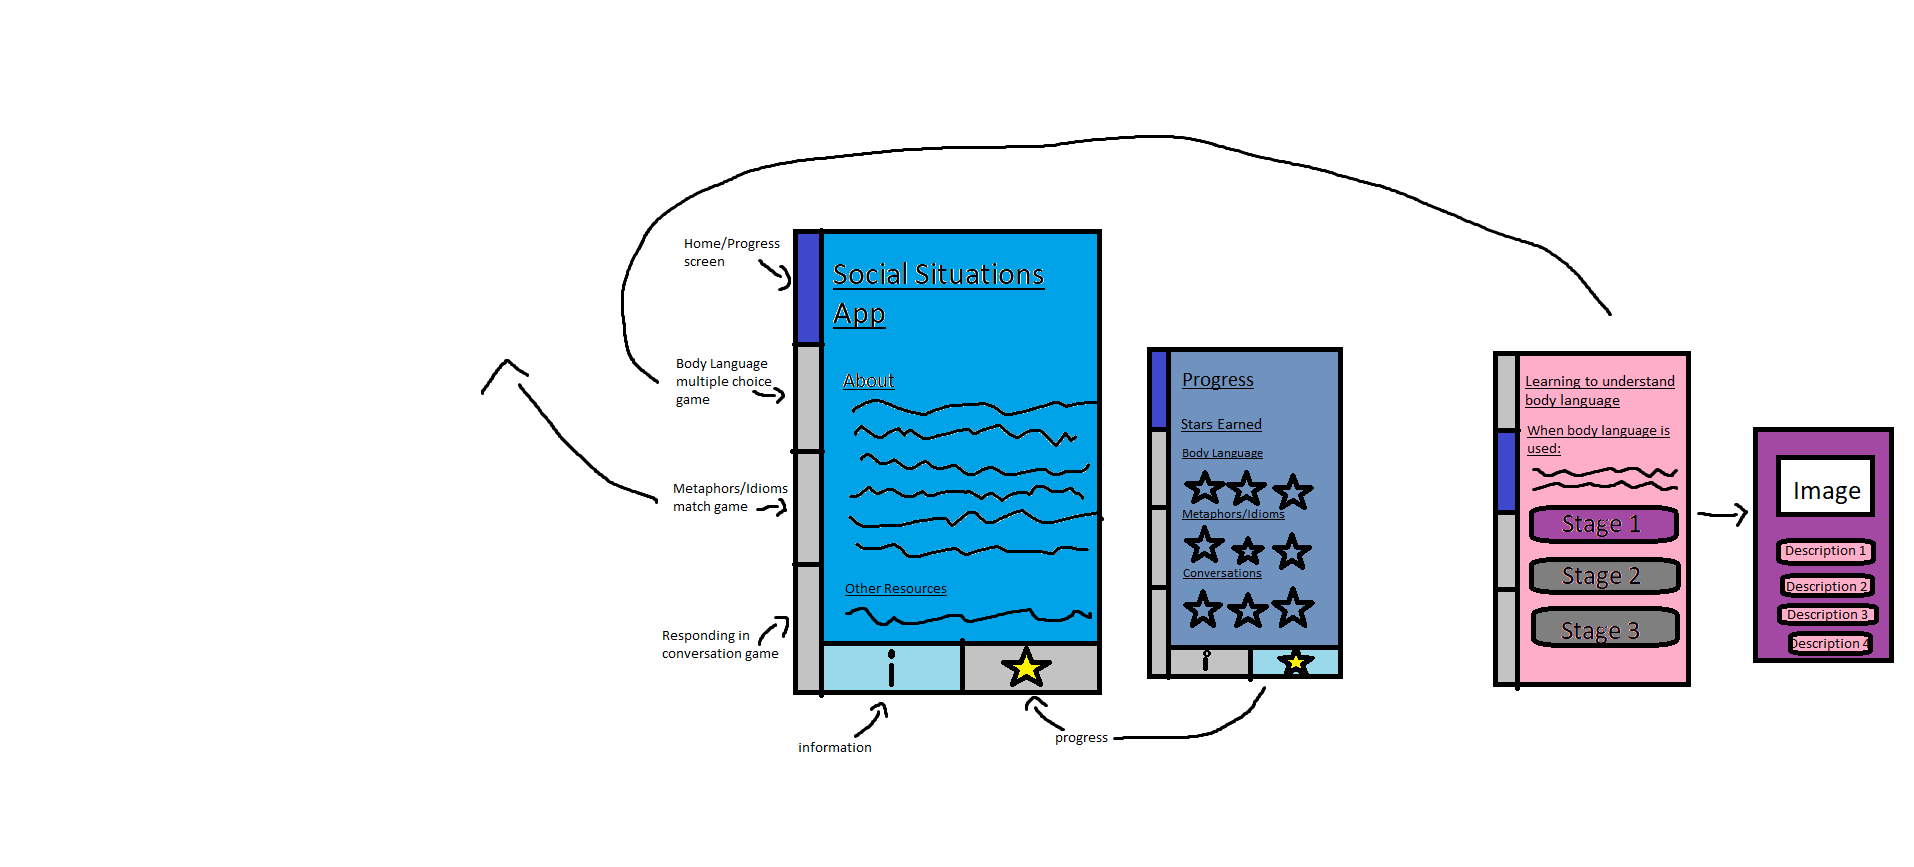 Home/Progress
screen
Body Language
multiple choice
game
Metaphors/Idioms
match game
Responding in
conversation game
Social Situations
App
About
Other Resources
i
information
progress
Progress
Stars Earned
Body Language
Metaphors/Idioms
Conversations
i
Learning to understand
body language
When body language is
used:
Stage 1
Stage 2
Stage 3
Image
Description 1
Description 2
Description 3
Description 4